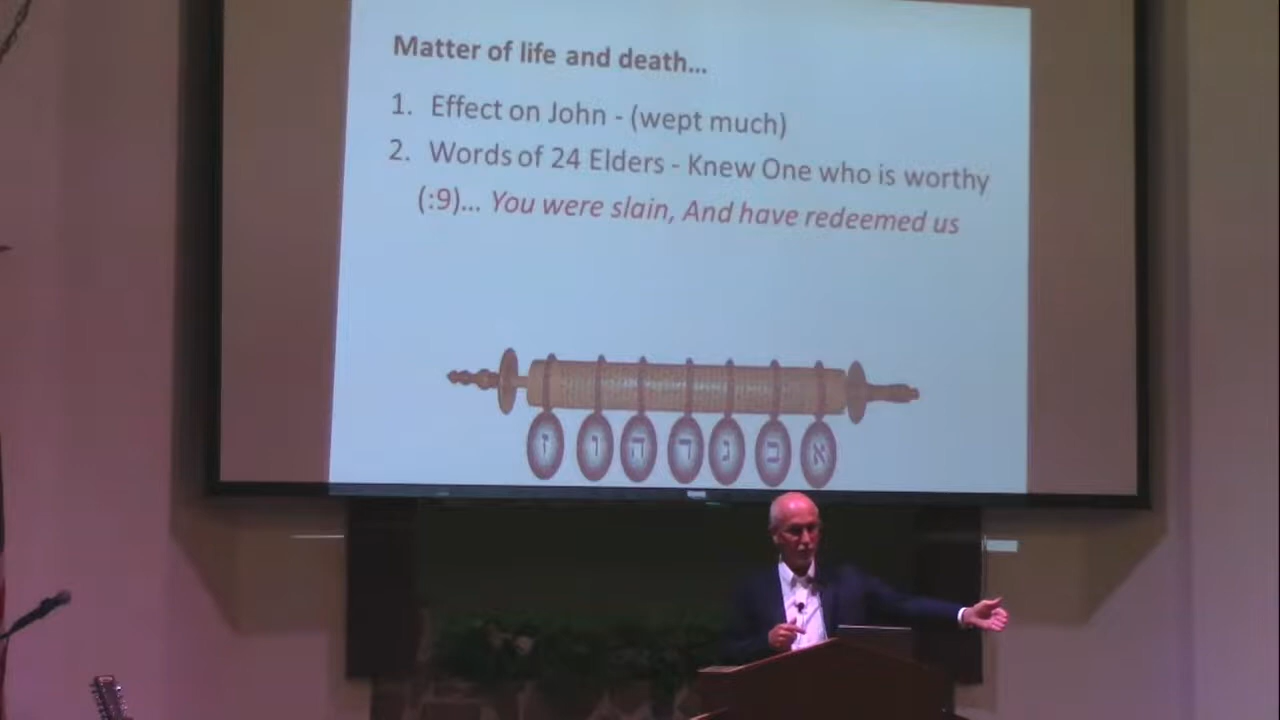 Matter of life and death...
1. Effect on John - (wept much)
2. Words of 24 Elders - Knew One who is worthy
(:9)... You were slain, And have redeemed us
ז ו ה ד ג ב א